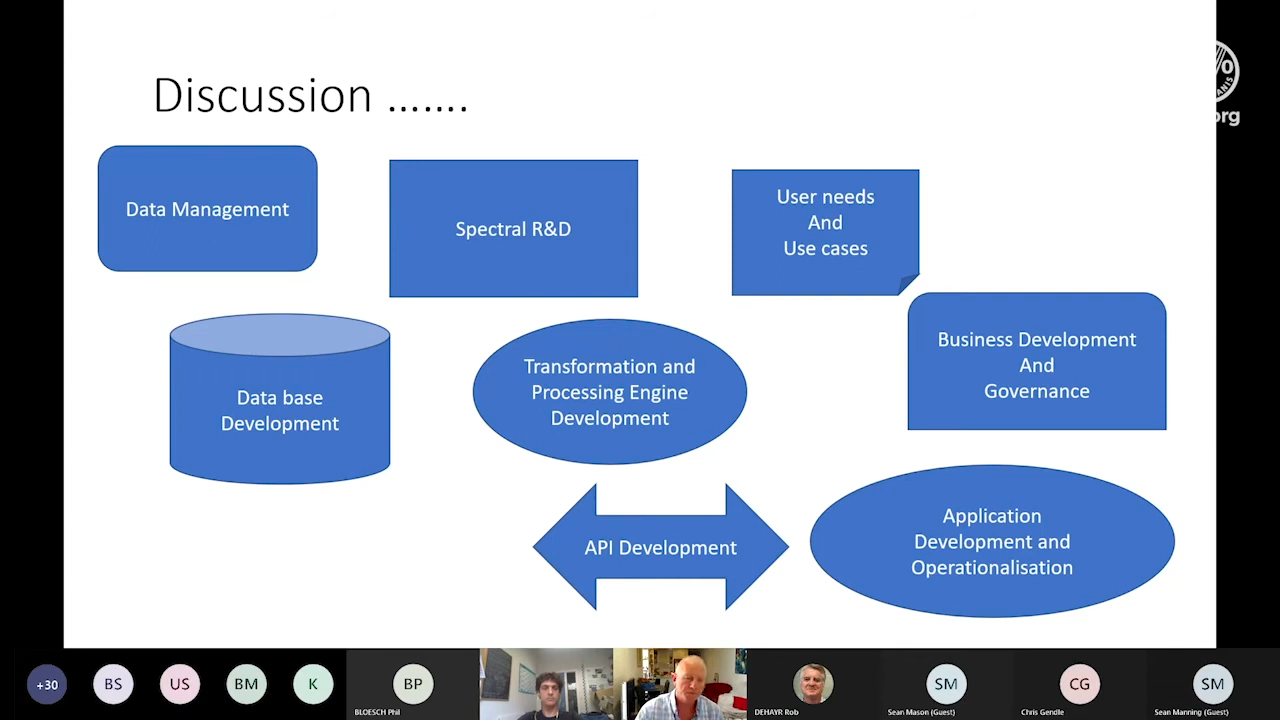 Discussion …….
Data Management
Spectral R&D
User needs
And
Use cases
Business Development
And
Governance
Data base
Development
Transformation and
Processing Engine
Development
API Development
Application
Development and
Operationalisation
+30
BS
US
BM
K
BP
BLOESCH Phil
DEHAYR Rob
SM
Sean Mason (Guest)
CG
Chris Gendle
SM
Sean Manning (Guest)